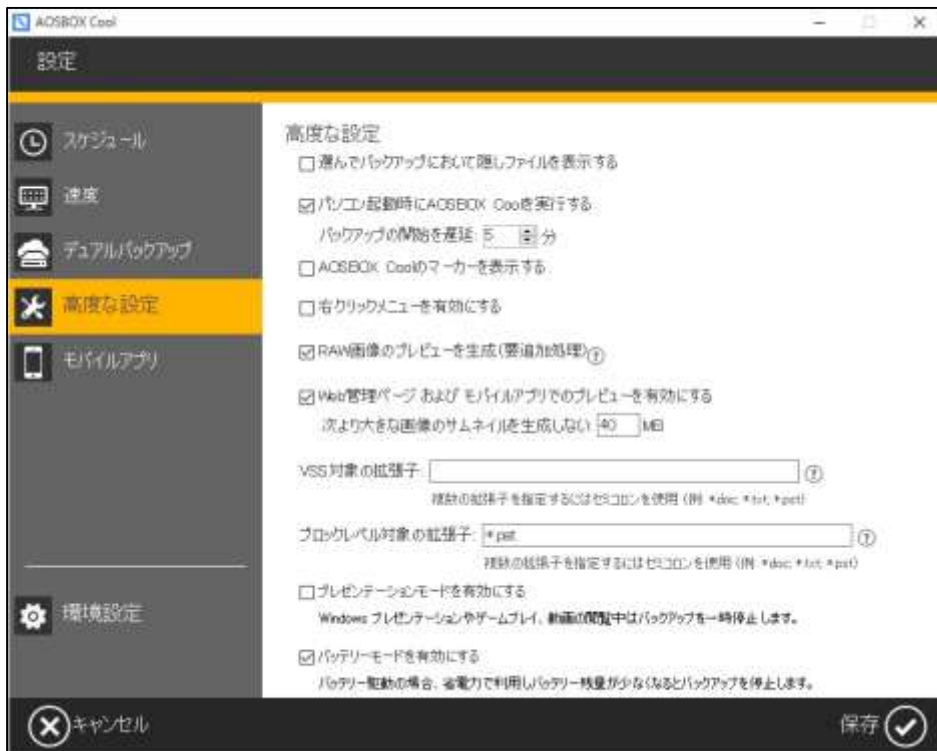 AOSBOX Cool
設定
スケジュール
速度
デュアルバックアップ
高度な設定
モバイルアプリ
環境設定
高度な設定
選んでバックアップにおいて隠しファイルを表示する
パソコン起動時にAOSBOX Coolを実行する
バックアップの開始を遅延: 5 分
AOSBOX Coolのマーカーを表示する
右クリックメニューを有効にする
RAW画像のプレビューを生成(要追加処理)
Web管理ページ および モバイルアプリでのプレビューを有効にする
次より大きな画像のサムネイルを生成しない 40 MB
VSS対象の拡張子:
複数の拡張子を指定するにはセミコロンを使用 (例: *.doc; *.txt; *.pst)
ブロックレベル対象の拡張子: *.pst
複数の拡張子を指定するにはセミコロンを使用 (例: *.doc; *.txt; *.pst)
プレゼンテーションモードを有効にする
Windows プレゼンテーションやゲームプレイ、動画の閲覧中はバックアップを一時停止します。
バッテリーモードを有効にする
バッテリー駆動の場合、省電力で利用しバッテリー残量が少なくなるとバックアップを停止します。
キャンセル
保存